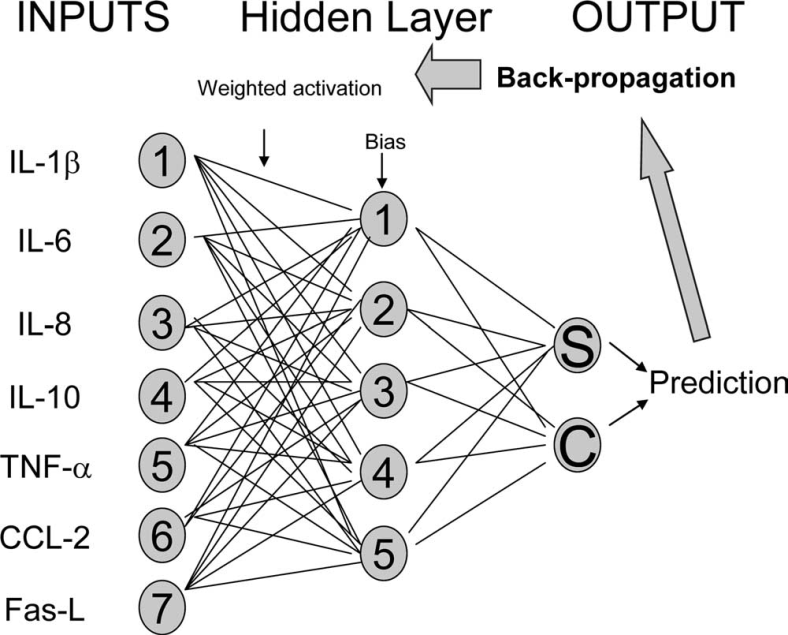 INPUTS Hidden Layer OUTPUT
Back-propagation
Weighted activation
Bias
IL-1β 1
IL-6 2
IL-8 3
IL-10 4
TNF-α 5
CCL-2 6
Fas-L 7
1
2
3
4
5
S
C
Prediction